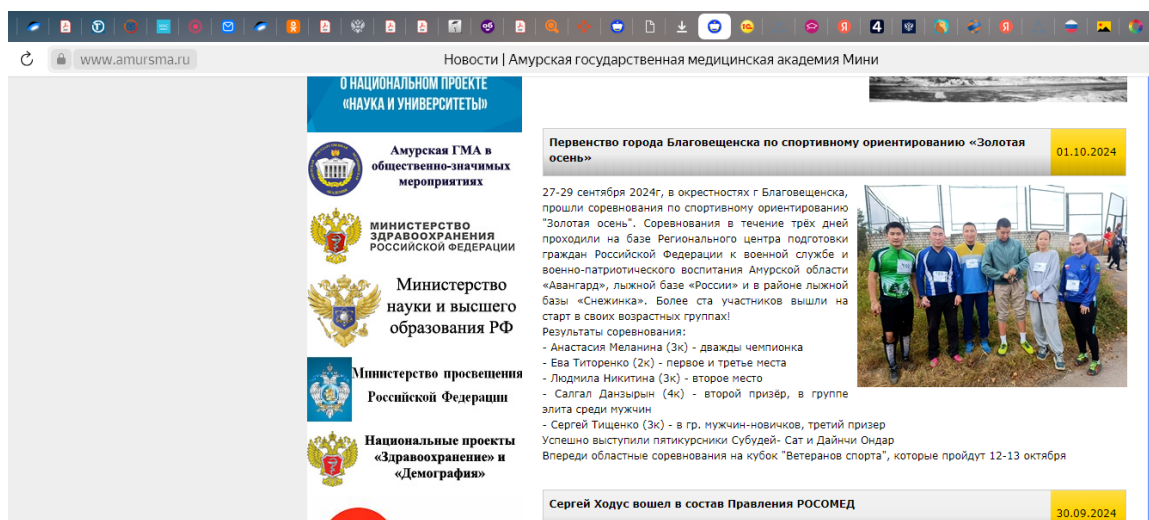 www.amursma.ru
Новости | Амурская государственная медицинская академия Мини
О НАЦИОНАЛЬНОМ ПРОЕКТЕ
«НАУКА И УНИВЕРСИТЕТЫ»
Амурская ГМА в
общественно-значимых
мероприятиях
МИНИСТЕРСТВО
ЗДРАВООХРАНЕНИЯ
РОССИЙСКОЙ ФЕДЕРАЦИИ
Министерство
науки и высшего
образования РФ
Министерство просвещения
Российской Федерации
Национальные проекты
«Здравоохранение» и
«Демография»
Первенство города Благовещенска по спортивному ориентированию «Золотая
осень»
01.10.2024
27-29 сентября 2024г, в окрестностях г Благовещенска,
прошли соревнования по спортивному ориентированию
"Золотая осень". Соревнования в течение трёх дней
проходили на базе Регионального центра подготовки
граждан Российской Федерации к военной службе и
военно-патриотического воспитания Амурской области
«Авангард», лыжной базе «России» и в районе лыжной
базы «Снежинка». Более ста участников вышли на
старт в своих возрастных группах!
Результаты соревнования:
- Анастасия Меланина (3к) - дважды чемпионка
- Ева Титоренко (2к) - первое и третье места
- Людмила Никитина (3к) - второе место
- Салгал Данзырын (4к) - второй призёр, в группе
элита среди мужчин
- Сергей Тищенко (3к) - в гр. мужчин-новичков, третий призер
Успешно выступили пятикурсники Субудей- Сат и Дайнчи Ондар
Впереди областные соревнования на кубок "Ветеранов спорта", которые пройдут 12-13 октября
Сергей Ходус вошел в состав Правления РОСОМЕД
30.09.2024